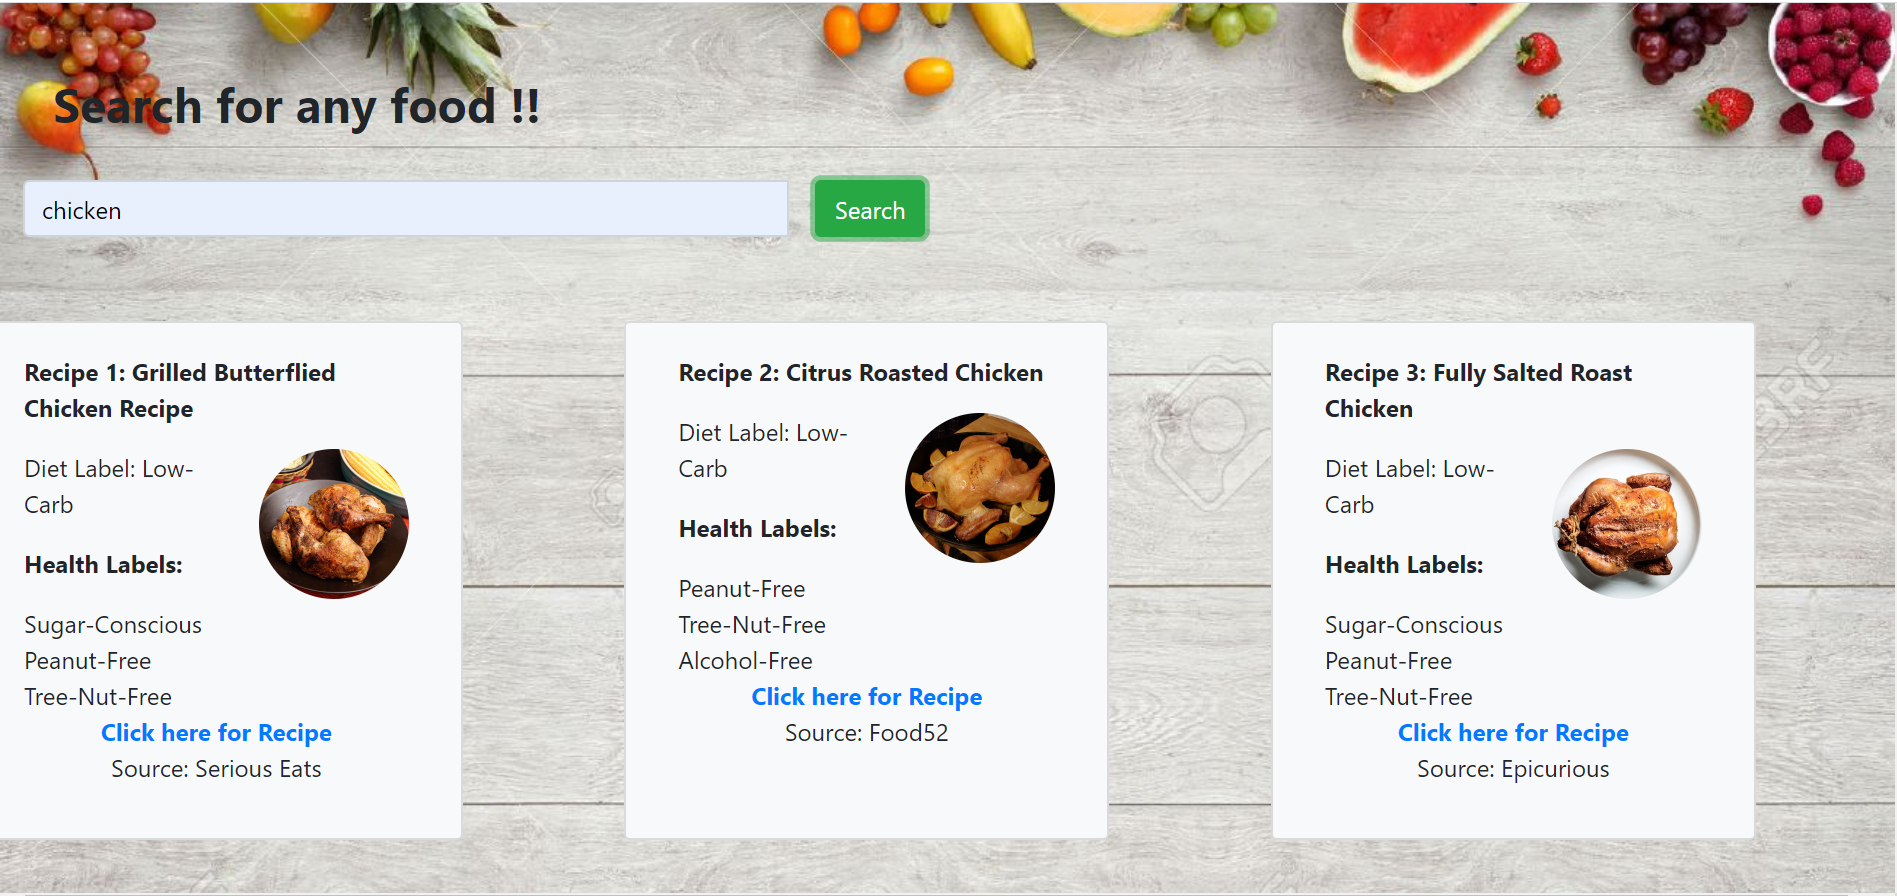 Search for any food !!
chicken
Search
Recipe 1: Grilled Butterflied
Chicken Recipe
Diet Label: Low-
Carb
Health Labels:
Sugar-Conscious
Peanut-Free
Tree-Nut-Free
Click here for Recipe
Source: Serious Eats
Recipe 2: Citrus Roasted Chicken
Diet Label: Low-
Carb
Health Labels:
Peanut-Free
Tree-Nut-Free
Alcohol-Free
Click here for Recipe
Source: Food52
Recipe 3: Fully Salted Roast
Chicken
Diet Label: Low-
Carb
Health Labels:
Sugar-Conscious
Peanut-Free
Tree-Nut-Free
Click here for Recipe
Source: Epicurious